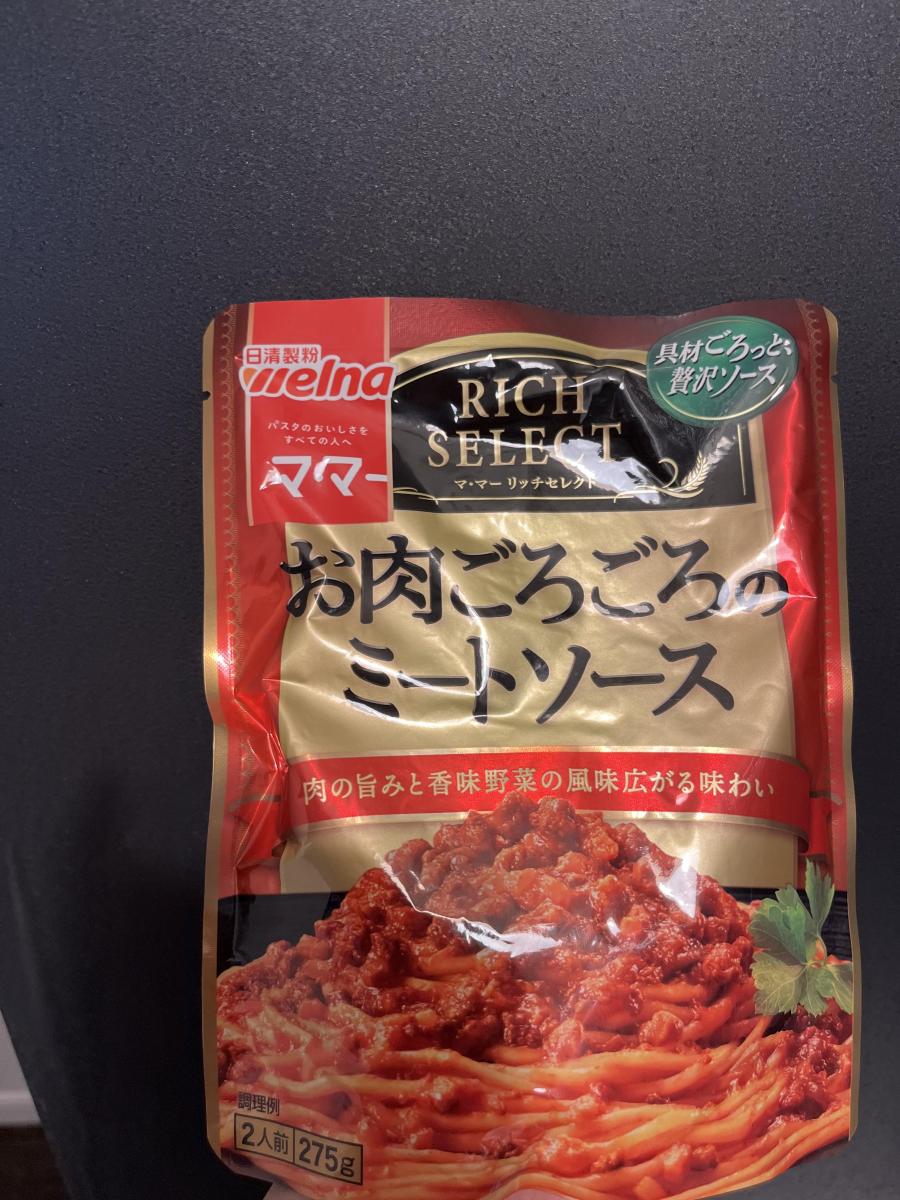 日清製粉
welna
パスタのおいしさを
すべての人へ
マ・マー
RICH
SELECT
マ・マー リッチセレクト
具材ごろっと、
贅沢ソース
お肉ごろごろの
ミートソース
肉の旨みと香味野菜の風味広がる味わい
調理例
2人前 275g